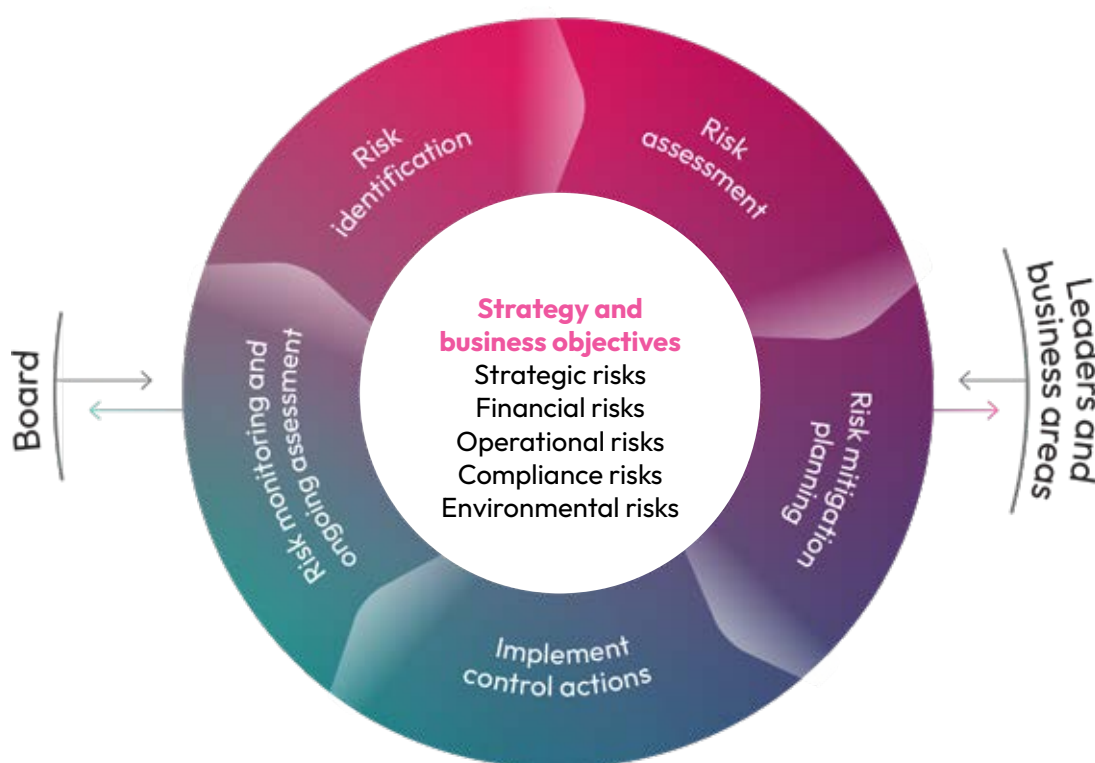 Risk
identification
Risk
assessment
Risk mitigation
planning
Implement
control actions
Risk monitoring and
ongoing assessment
Strategy and
business objectives
Strategic risks
Financial risks
Operational risks
Compliance risks
Environmental risks
Board
Leaders and
business areas